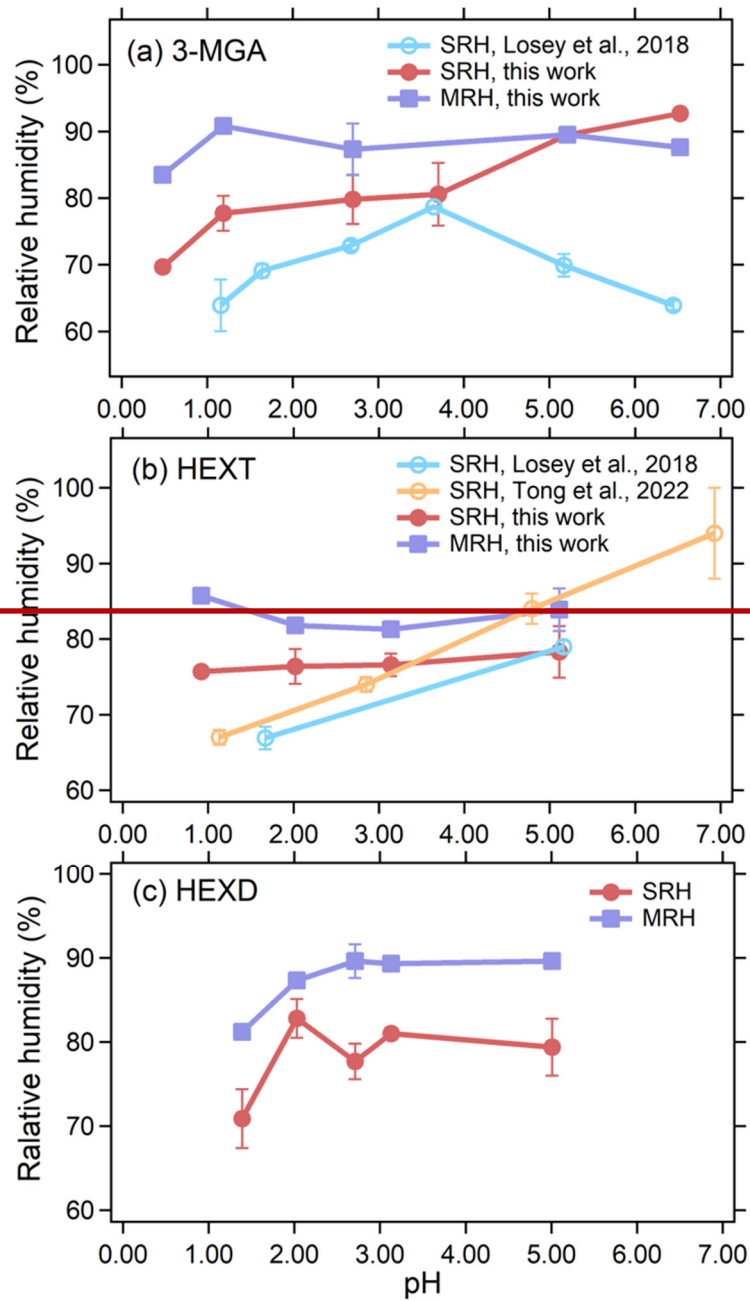 (a) 3-MGA
SRH, Losey et al., 2018
SRH, this work
MRH, this work
Relative humidity (%)
100
90
80
70
60
0.00 1.00 2.00 3.00 4.00 5.00 6.00 7.00
(b) HEXT
SRH, Losey et al., 2018
SRH, Tong et al., 2022
SRH, this work
MRH, this work
Relative humidity (%)
100
90
80
70
60
0.00 1.00 2.00 3.00 4.00 5.00 6.00 7.00
(c) HEXD
SRH
MRH
Ralative humidity (%)
100
90
80
70
60
0.00 1.00 2.00 3.00 4.00 5.00 6.00 7.00
pH